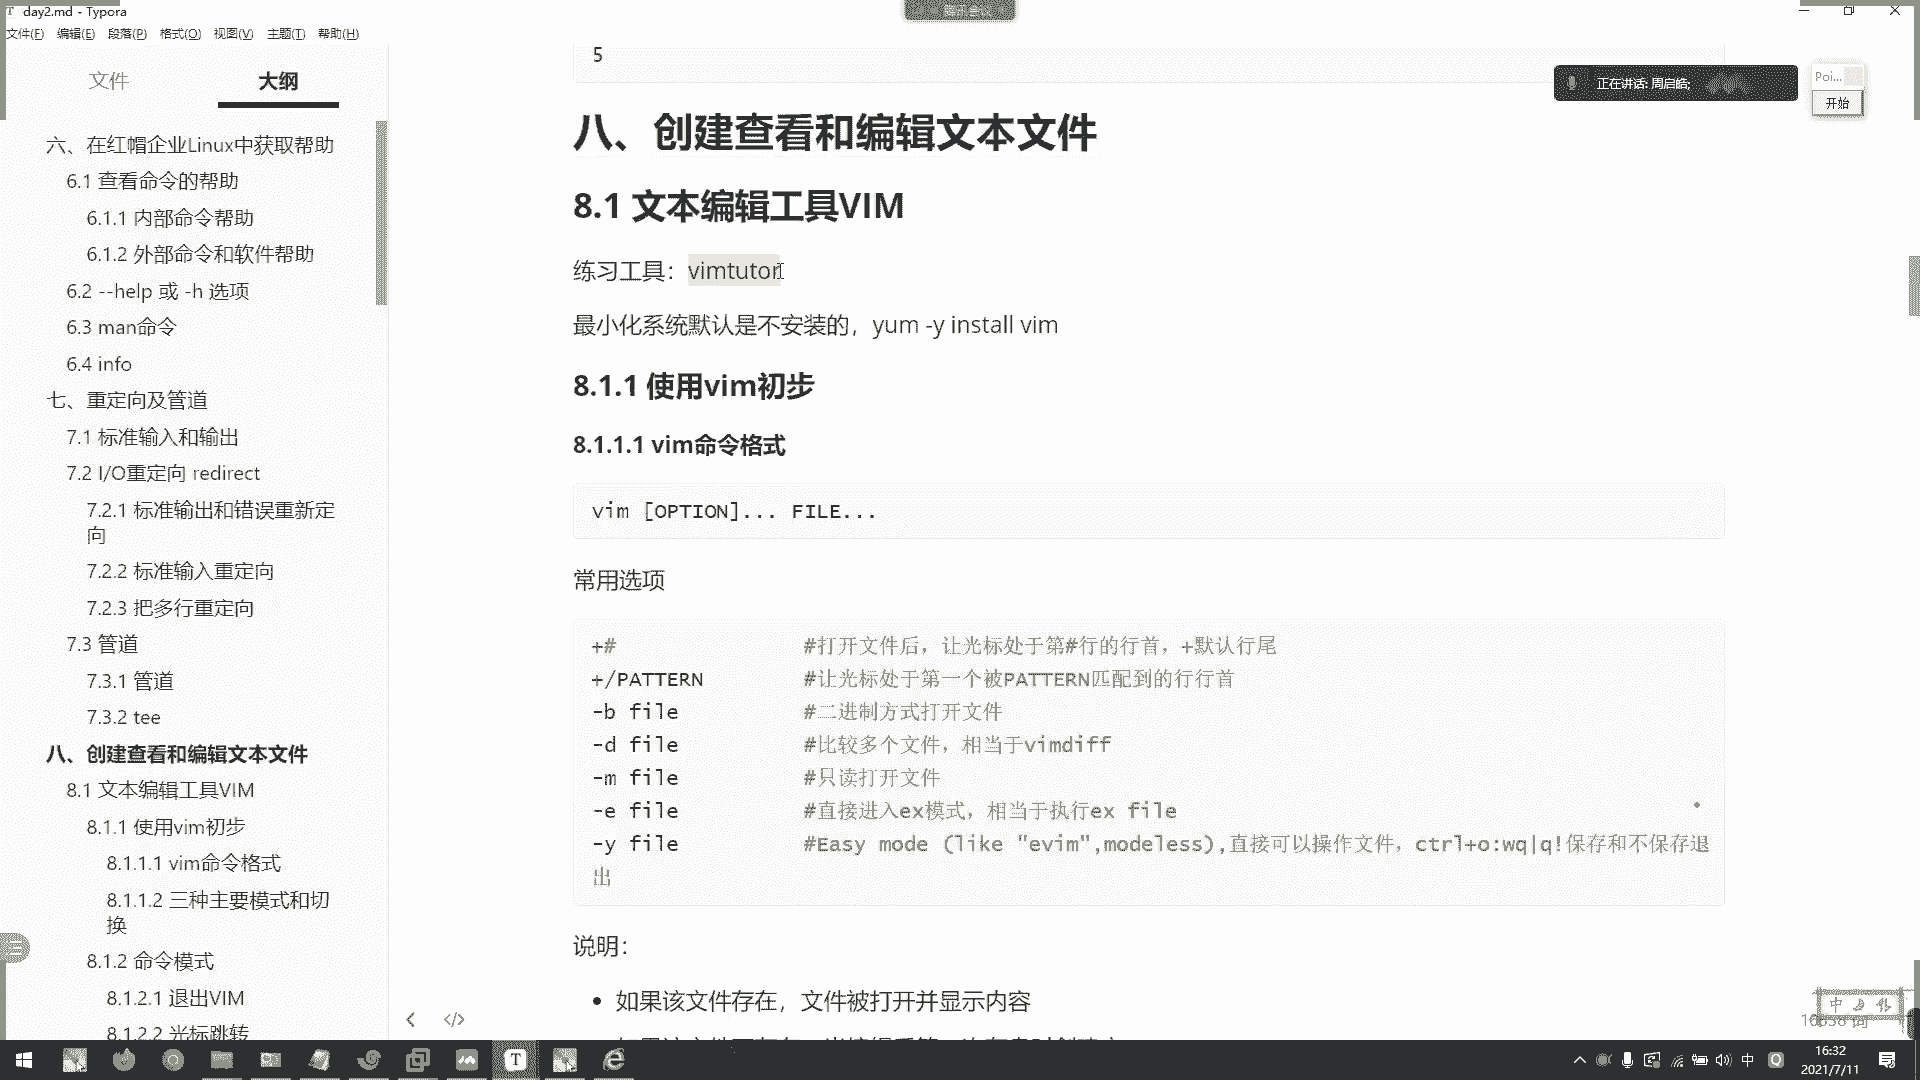 day2.md - Typora
文件(F) 编辑(E) 段落(P) 格式(O) 视图(V) 主题(T) 帮助(H)
腾讯会议
正在讲话: 周启皓;
Poi...
开始
文件 大纲
六、在红帽企业Linux中获取帮助
6.1 查看命令的帮助
6.1.1 内部命令帮助
6.1.2 外部命令和软件帮助
6.2 --help 或 -h 选项
6.3 man命令
6.4 info
七、重定向及管道
7.1 标准输入和输出
7.2 I/O重定向 redirect
7.2.1 标准输出和错误重新定
向
7.2.2 标准输入重定向
7.2.3 把多行重定向
7.3 管道
7.3.1 管道
7.3.2 tee
八、创建查看和编辑文本文件
8.1 文本编辑工具VIM
8.1.1 使用vim初步
8.1.1.1 vim命令格式
8.1.1.2 三种主要模式和切
换
8.1.2 命令模式
8.1.2.1 退出VIM
8.1.2.2 光标跳转
5
八、创建查看和编辑文本文件
8.1 文本编辑工具VIM
练习工具：vimtutor
最小化系统默认是不安装的，yum -y install vim
8.1.1 使用vim初步
8.1.1.1 vim命令格式
vim [OPTION]... FILE...
常用选项
+# #打开文件后，让光标处于第#行的行首，+默认行尾
+/PATTERN #让光标处于第一个被PATTERN匹配到的行行首
-b file #二进制方式打开文件
-d file #比较多个文件，相当于vimdiff
-m file #只读打开文件
-e file #直接进入ex模式，相当于执行ex file
-y file #Easy mode (like "evim",modeless),直接可以操作文件，ctrl+o:wq|q!保存和不保存退
出
说明：
• 如果该文件存在，文件被打开并显示内容
中
16:32
2021/7/11